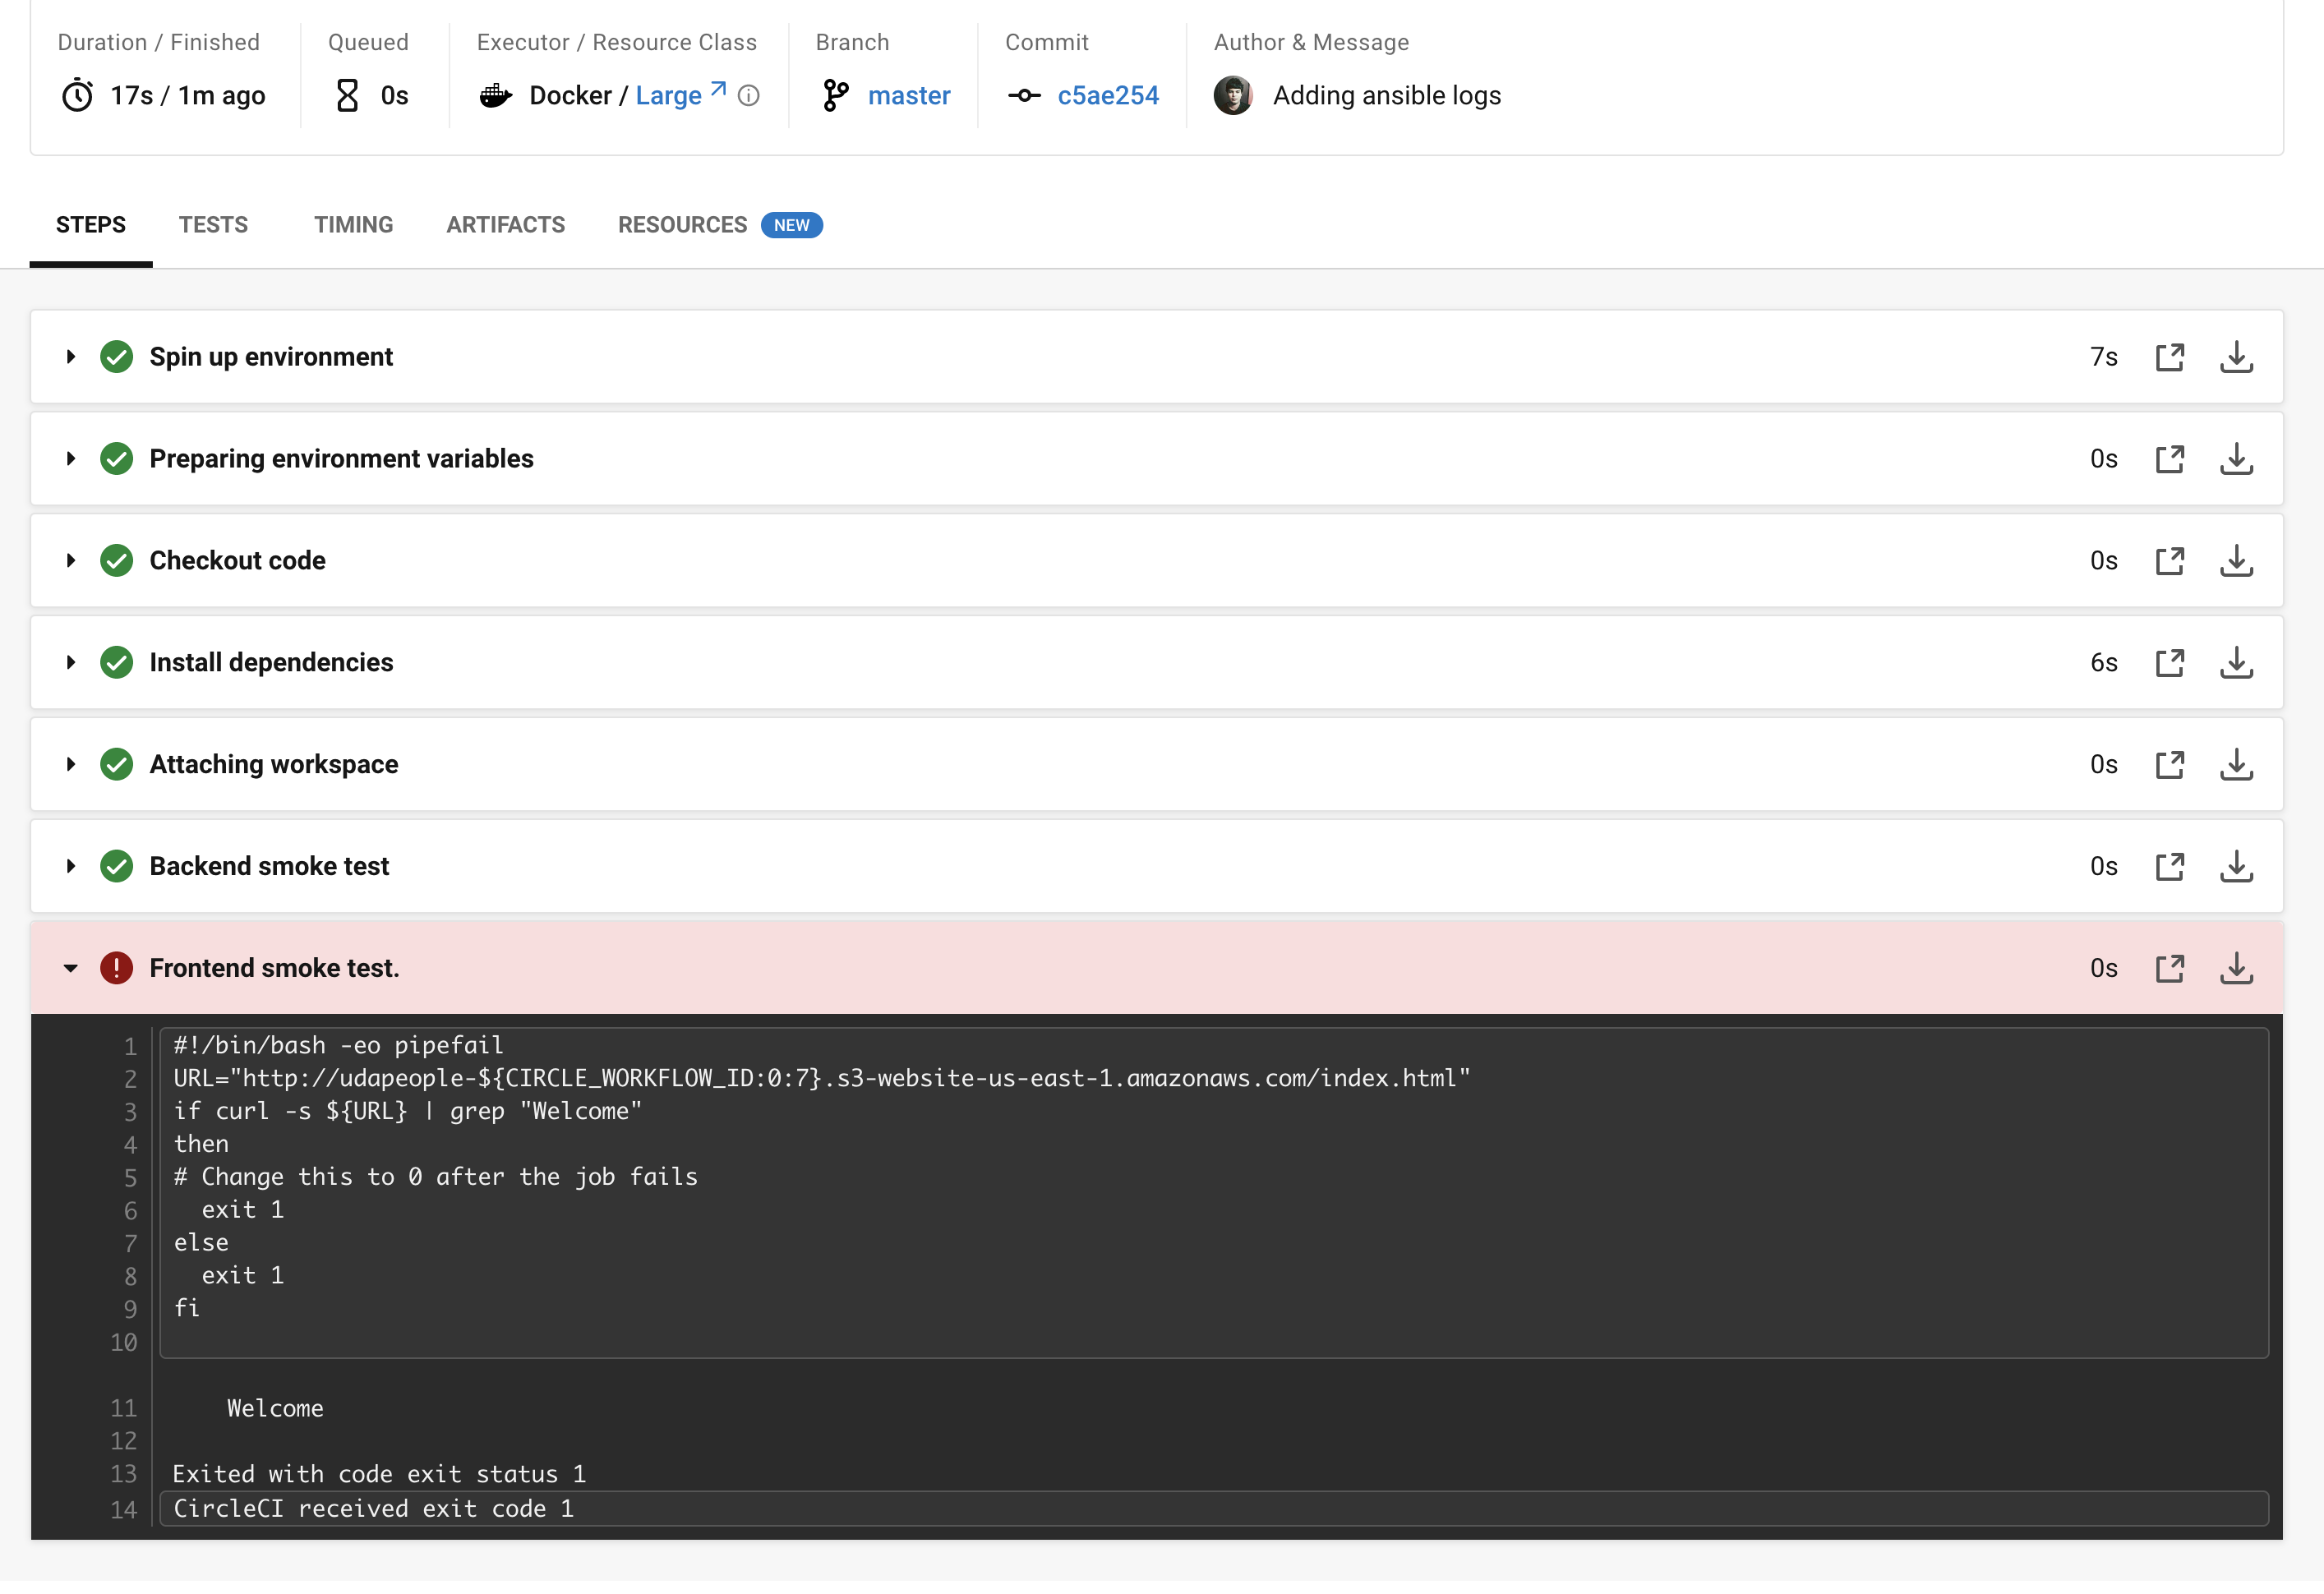 Duration / Finished
17s / 1m ago
Queued
0s
Executor / Resource Class
Docker / Large
Branch
master
Commit
c5ae254
Author & Message
Adding ansible logs
STEPS TESTS TIMING ARTIFACTS RESOURCES NEW
Spin up environment 7s
Preparing environment variables 0s
Checkout code 0s
Install dependencies 6s
Attaching workspace 0s
Backend smoke test 0s
Frontend smoke test. 0s
1 #!/bin/bash -eo pipefail
2 URL="http://udapeople-${CIRCLE_WORKFLOW_ID:0:7}.s3-website-us-east-1.amazonaws.com/index.html"
3 if curl -s ${URL} | grep "Welcome"
4 then
5 # Change this to 0 after the job fails
6   exit 1
7 else
8   exit 1
9 fi
10
11     Welcome
12
13 Exited with code exit status 1
14 CircleCI received exit code 1